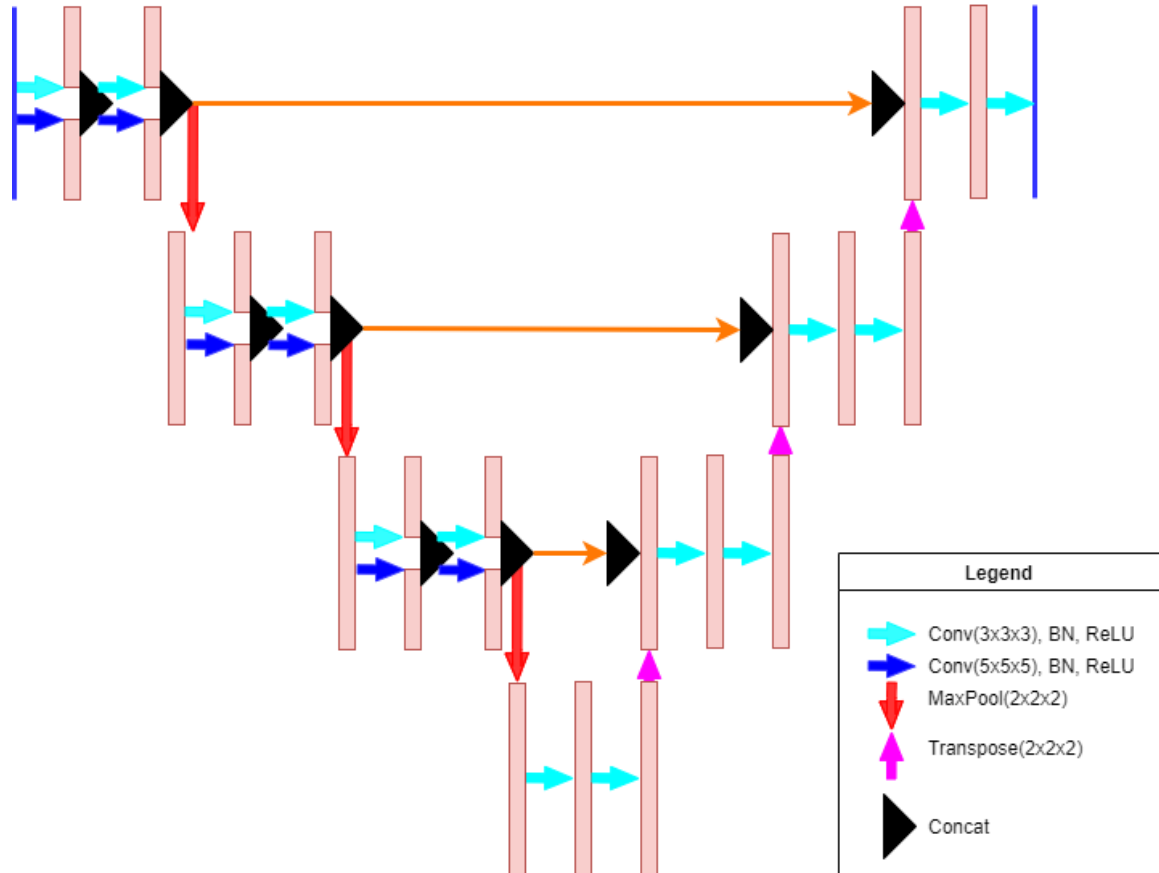 Legend
Conv(3x3x3), BN, ReLU
Conv(5x5x5), BN, ReLU
MaxPool(2x2x2)
Transpose(2x2x2)
Concat